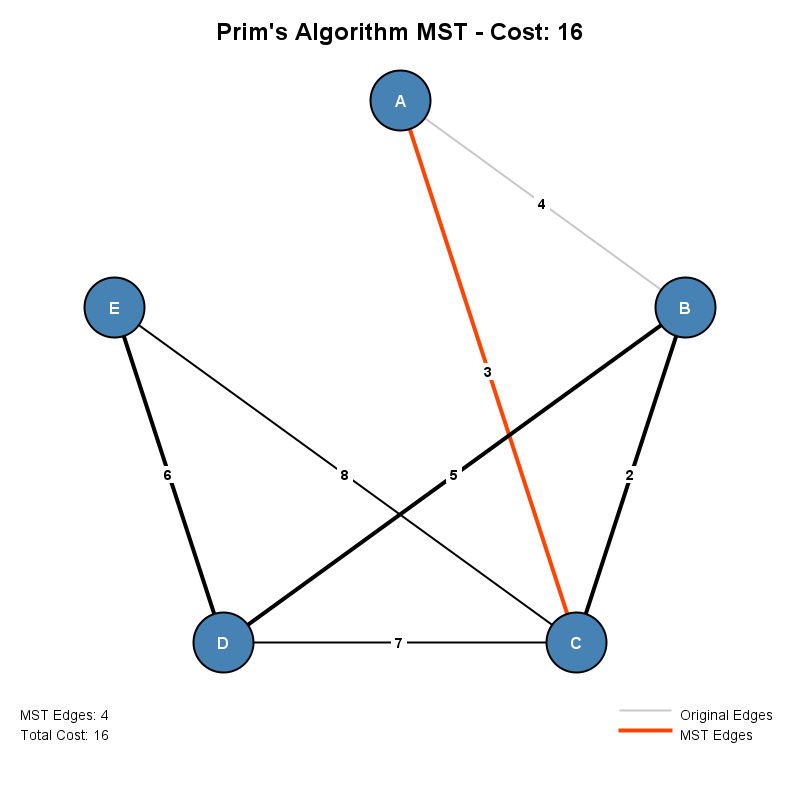 Prim's Algorithm MST - Cost: 16
A
4
E
B
3
6
8
5
2
D
7
C
MST Edges: 4
Total Cost: 16
Original Edges
MST Edges